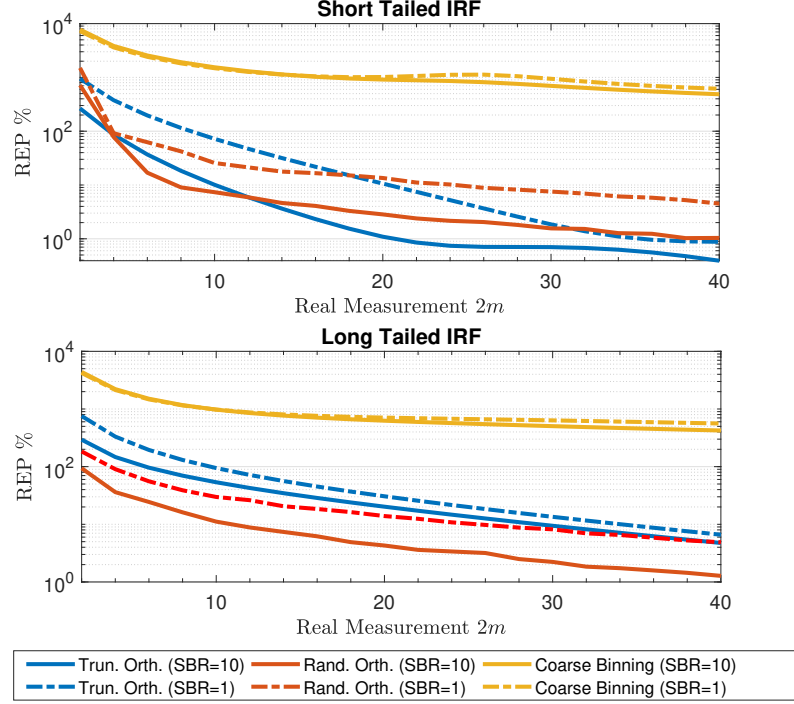 Short Tailed IRF
10^4
10^2
10^0
REP %
10 20 30 40
Real Measurement 2m
Long Tailed IRF
10^4
10^2
10^0
REP %
10 20 30 40
Real Measurement 2m
Trun. Orth. (SBR=10) Rand. Orth. (SBR=10) Coarse Binning (SBR=10)
Trun. Orth. (SBR=1) Rand. Orth. (SBR=1) Coarse Binning (SBR=1)